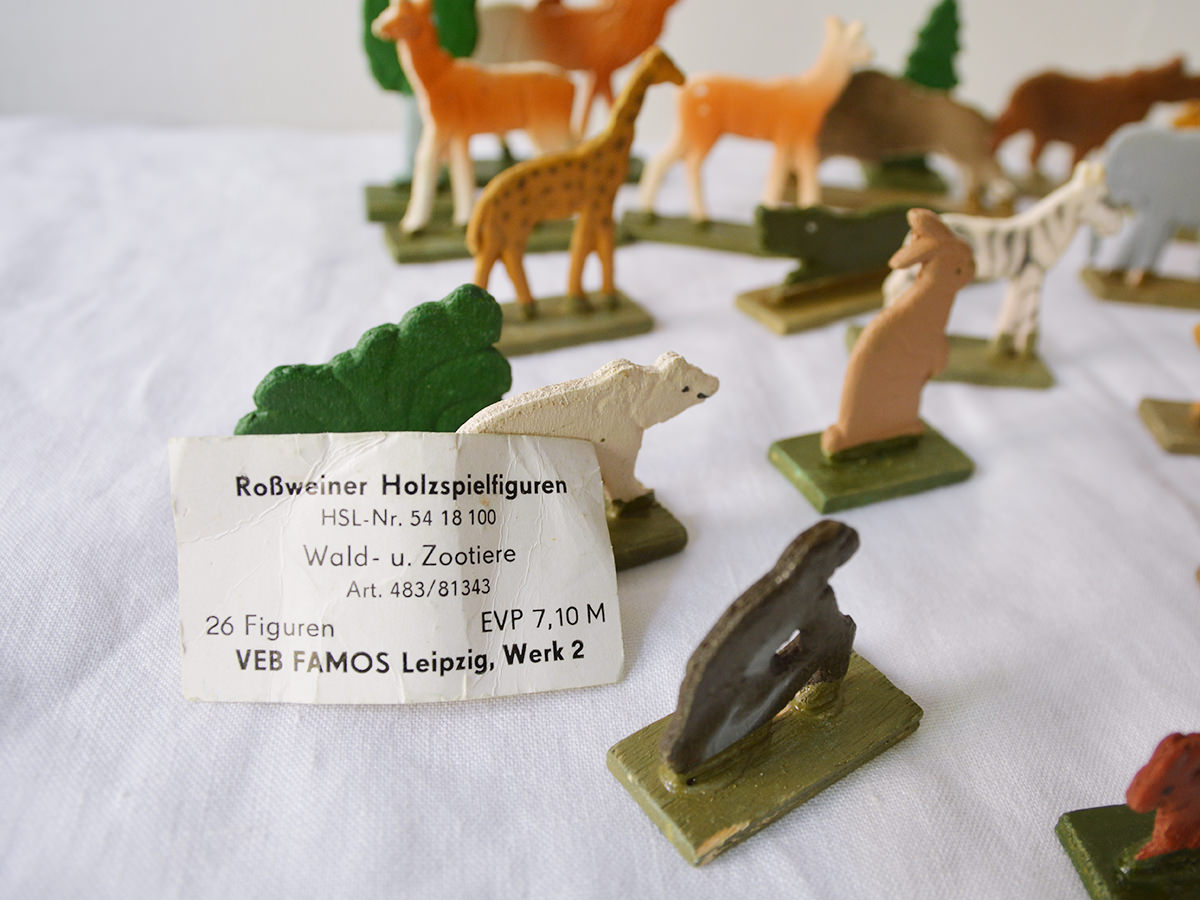 Roßweiner Holzspielfiguren
HSL-Nr. 54 18 100
Wald- u. Zootiere
Art. 483/81343
26 Figuren EVP 7,10 M
VEB FAMOS Leipzig, Werk 2